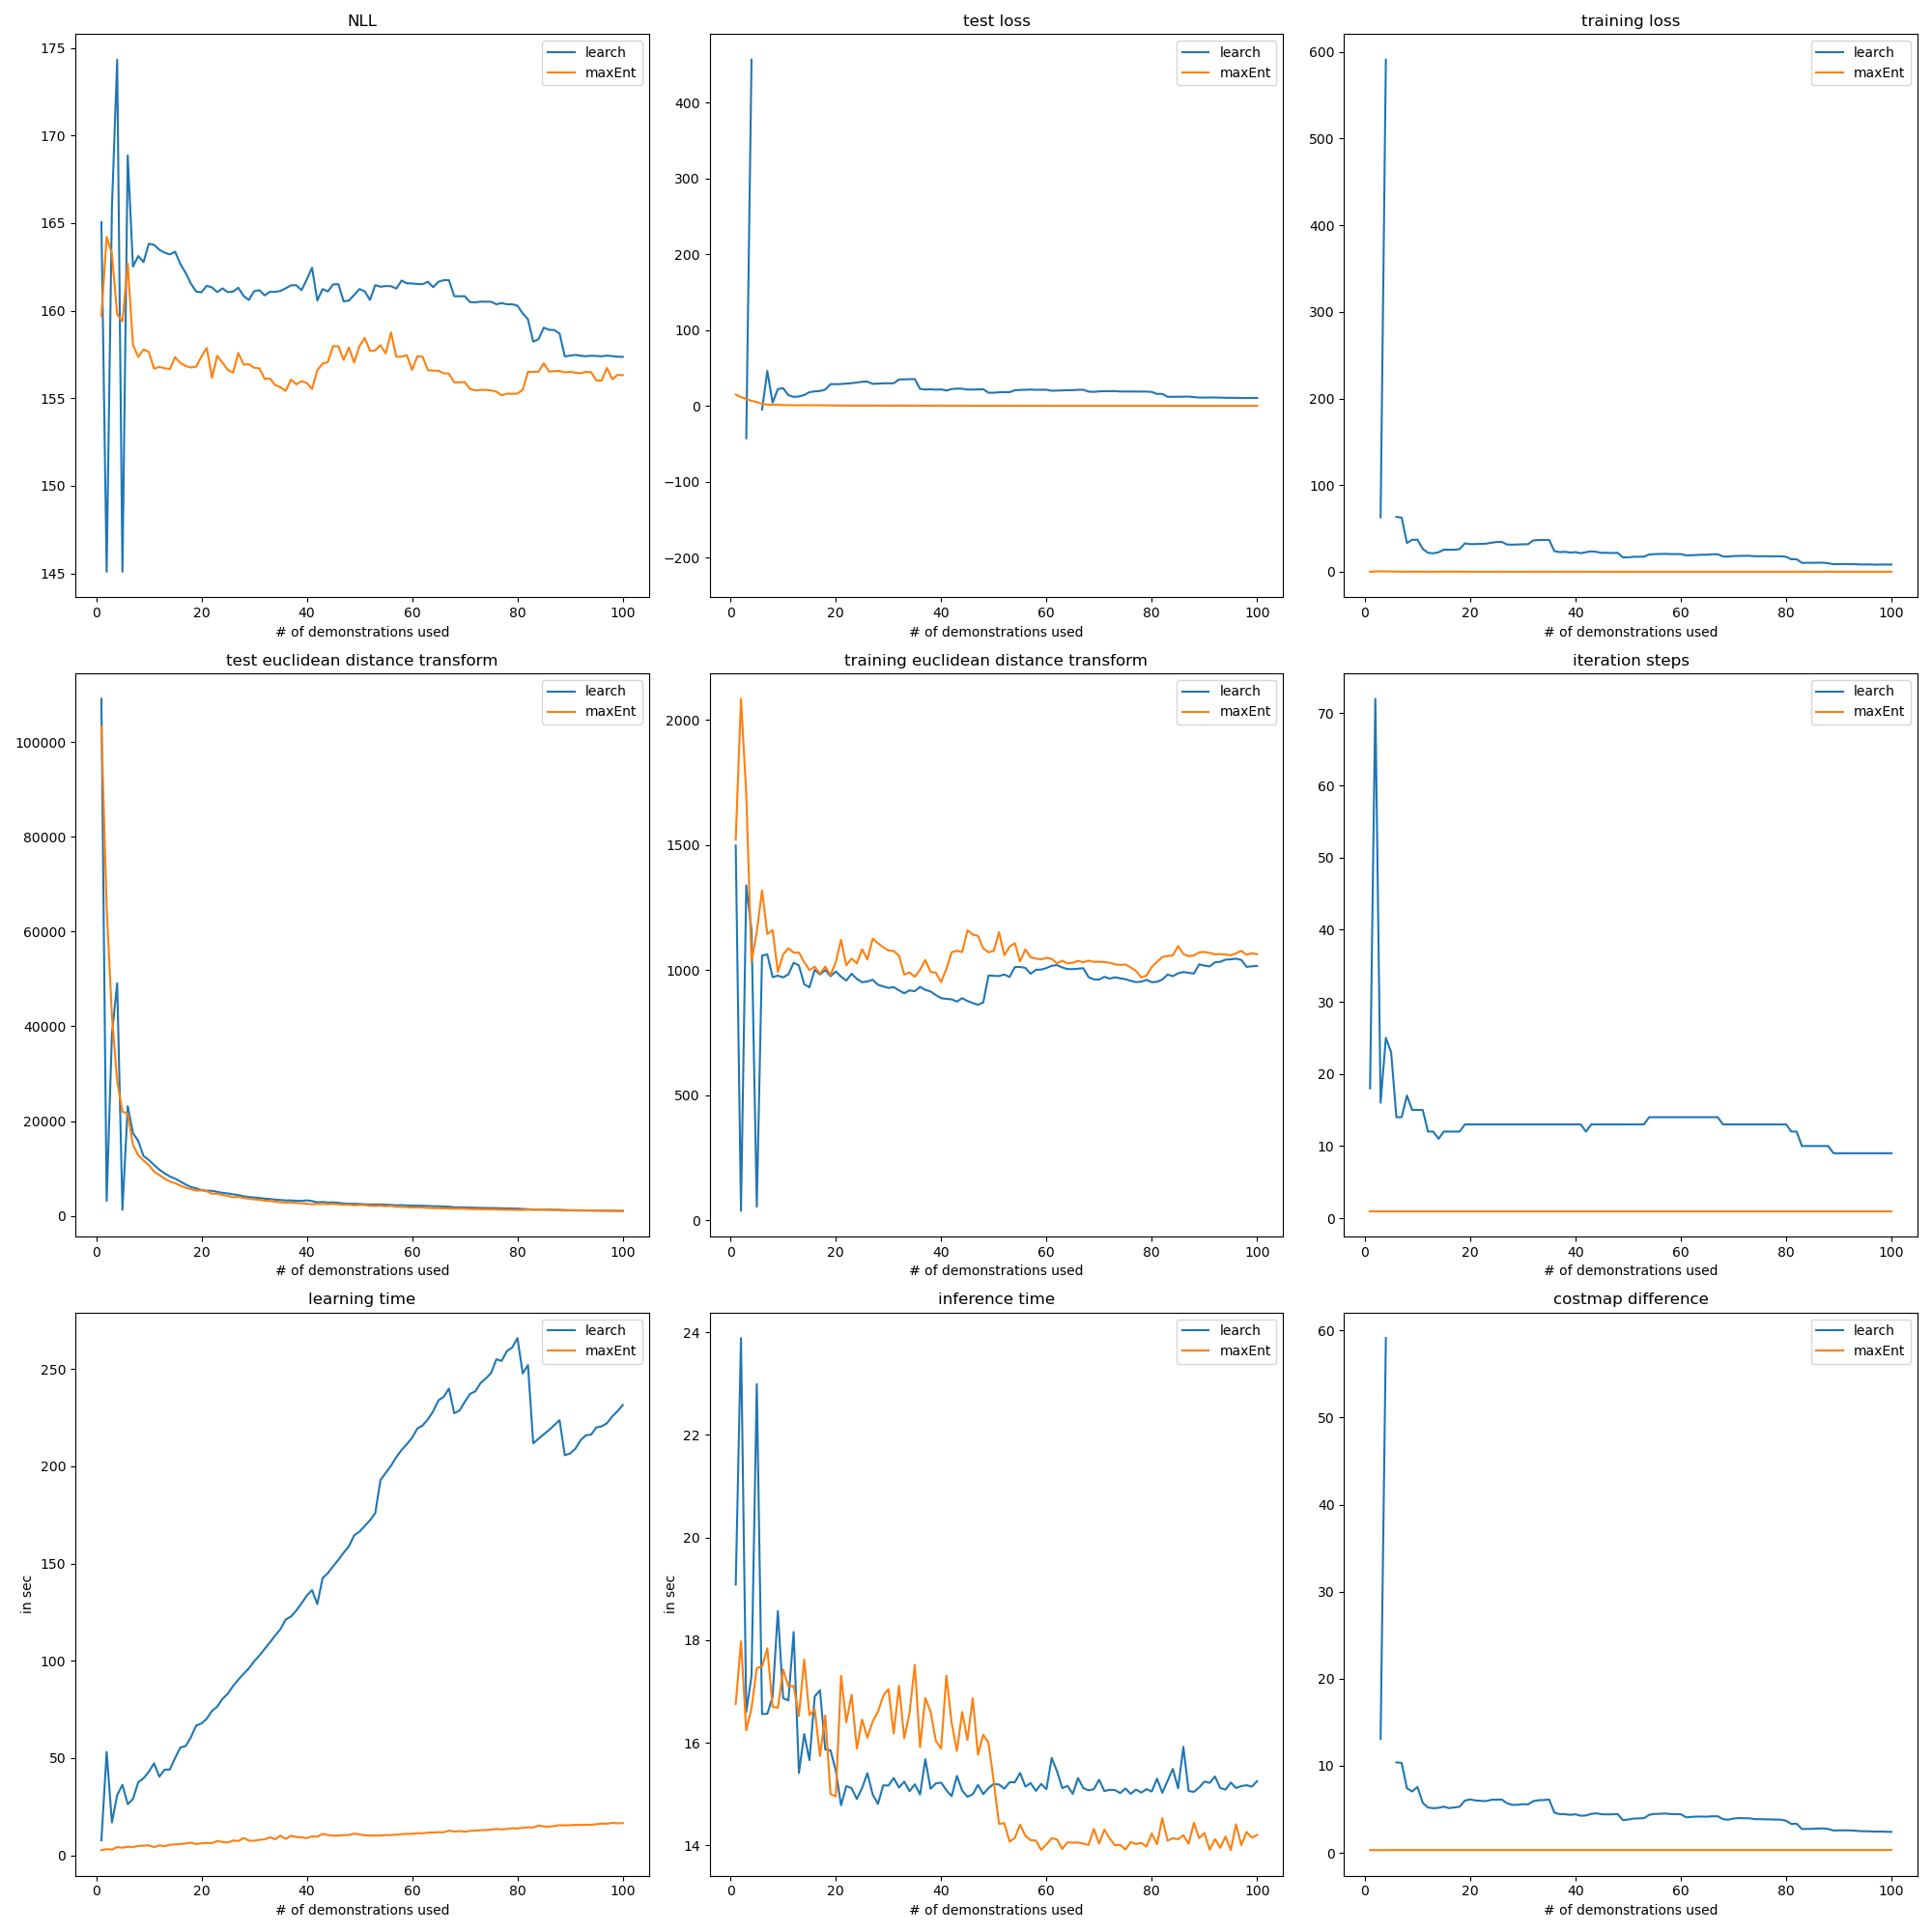 NLL
175
170
165
160
155
150
145
0 20 40 60 80 100
# of demonstrations used
learch
maxEnt
test loss
400
300
200
100
0
−100
−200
0 20 40 60 80 100
# of demonstrations used
learch
maxEnt
training loss
600
500
400
300
200
100
0
0 20 40 60 80 100
# of demonstrations used
learch
maxEnt
test euclidean distance transform
100000
80000
60000
40000
20000
0
0 20 40 60 80 100
# of demonstrations used
learch
maxEnt
training euclidean distance transform
2000
1500
1000
500
0
0 20 40 60 80 100
# of demonstrations used
learch
maxEnt
iteration steps
70
60
50
40
30
20
10
0
0 20 40 60 80 100
# of demonstrations used
learch
maxEnt
learning time
250
200
150
100
50
0
in sec
0 20 40 60 80 100
# of demonstrations used
learch
maxEnt
inference time
24
22
20
18
16
14
in sec
0 20 40 60 80 100
# of demonstrations used
learch
maxEnt
costmap difference
60
50
40
30
20
10
0
0 20 40 60 80 100
# of demonstrations used
learch
maxEnt